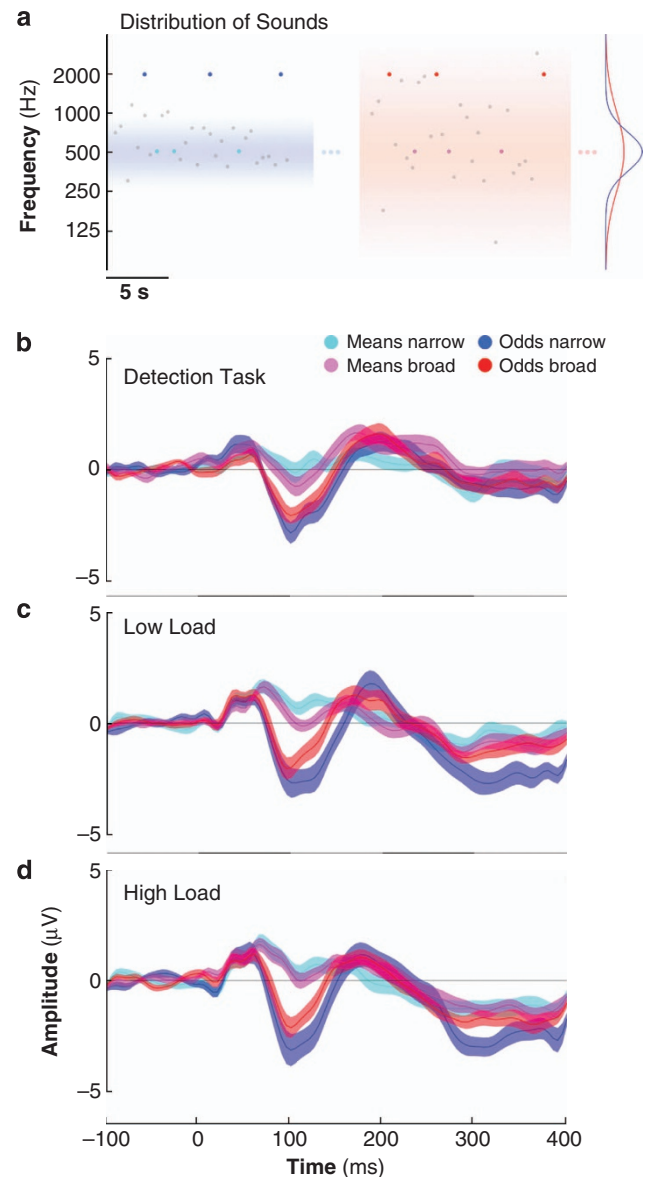 a
Distribution of Sounds
Frequency (Hz)
2000
1000
500
250
125
5 s
b
Means narrow
Odds narrow
Means broad
Odds broad
5
Detection Task
0
–5
c
5
Low Load
0
–5
d
5
High Load
0
–5
Amplitude (μV)
–100
0
100
200
300
400
Time (ms)